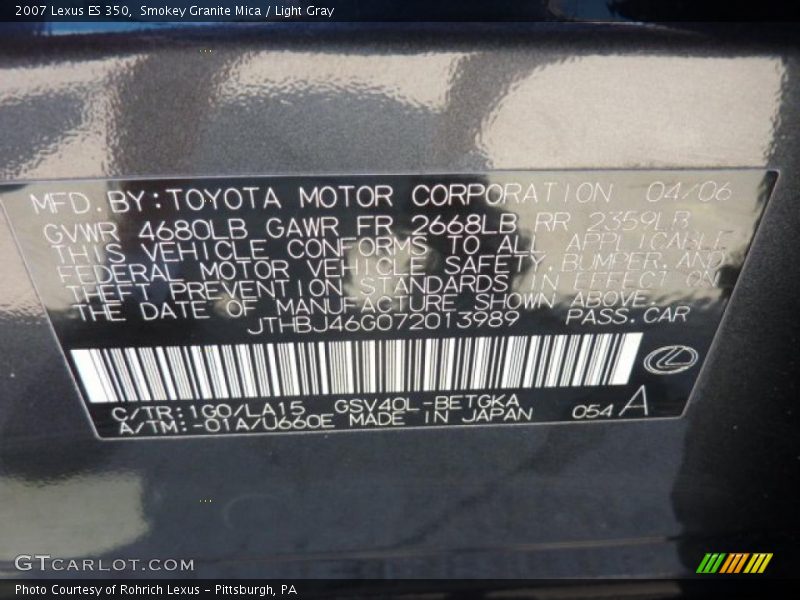 2007 Lexus ES 350,  Smokey Granite Mica / Light Gray
MFD. BY: TOYOTA MOTOR CORPORATION 04/06
GVWR 4680LB GAWR FR 2668LB RR 2359LB
THIS VEHICLE CONFORMS TO ALL APPLICABLE
FEDERAL MOTOR VEHICLE SAFETY, BUMPER, AND
THEFT PREVENTION STANDARDS IN EFFECT ON
THE DATE OF MANUFACTURE SHOWN ABOVE.
JTHBJ46G072013989 PASS. CAR
C/TR: 1G0/LA15 GSV40L-BETGKA
A/TM: -01A/U660E MADE IN JAPAN 054 A
GTCARLOT.COM
Photo Courtesy of Rohrich Lexus - Pittsburgh, PA